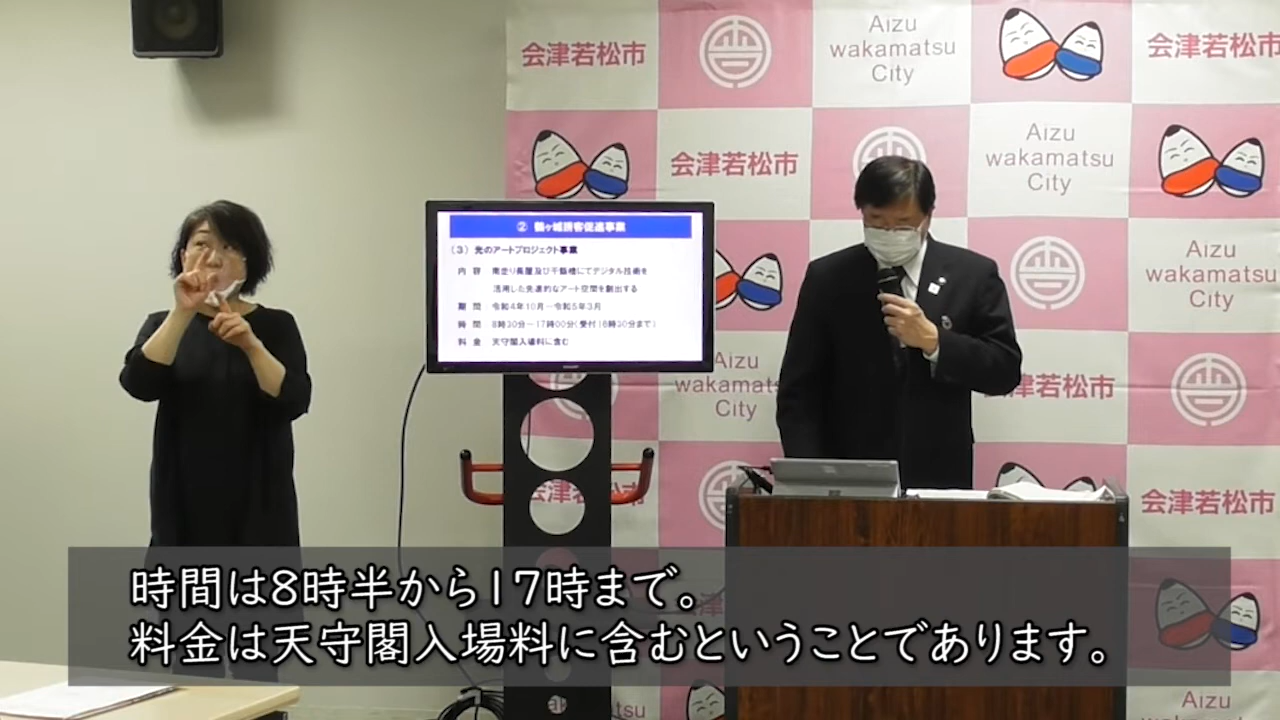 会津若松市
Aizu
wakamatsu
City
会津若松市
会津若松市
Aizu
wakamatsu
City
Aizu
wakamatsu
City
② 鶴ヶ城誘客促進事業
(3) 光のアートプロジェクト事業
内 容 南走り長屋及び干飯櫓にてデジタル技術を
活用した先進的なアート空間を創出する
期 間 令和4年10月―令和5年3月
時 間 8時30分―17時00分(受付16時30分まで)
料 金 天守閣入場料に含む
Aizu
wakamats
City
津若松市
会津若松市
会津若松市
時間は8時半から17時まで。
料金は天守閣入場料に含むということであります。
Aizu
wakamatsu
Aizu